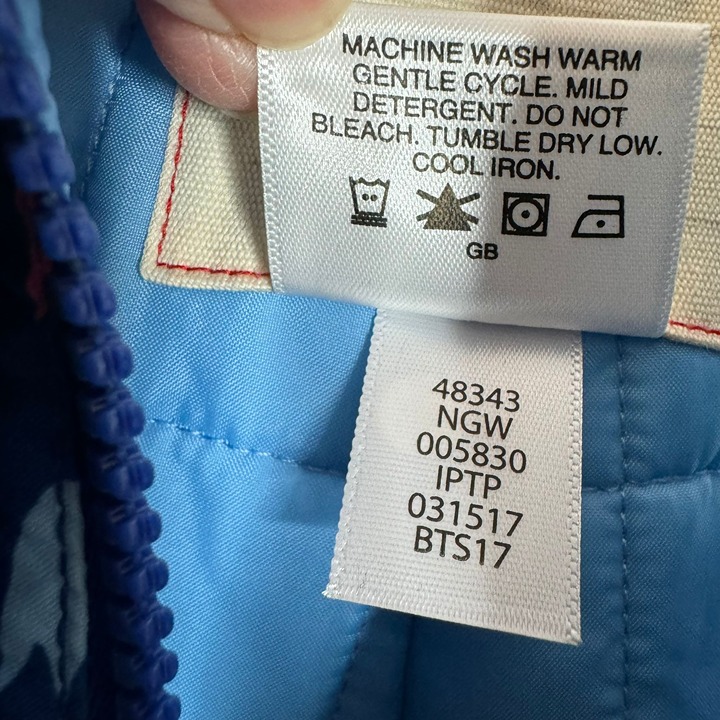 MACHINE WASH WARM
GENTLE CYCLE. MILD
DETERGENT. DO NOT
BLEACH. TUMBLE DRY LOW.
COOL IRON.
GB
48343
NGW
005830
IPTP
031517
BTS17